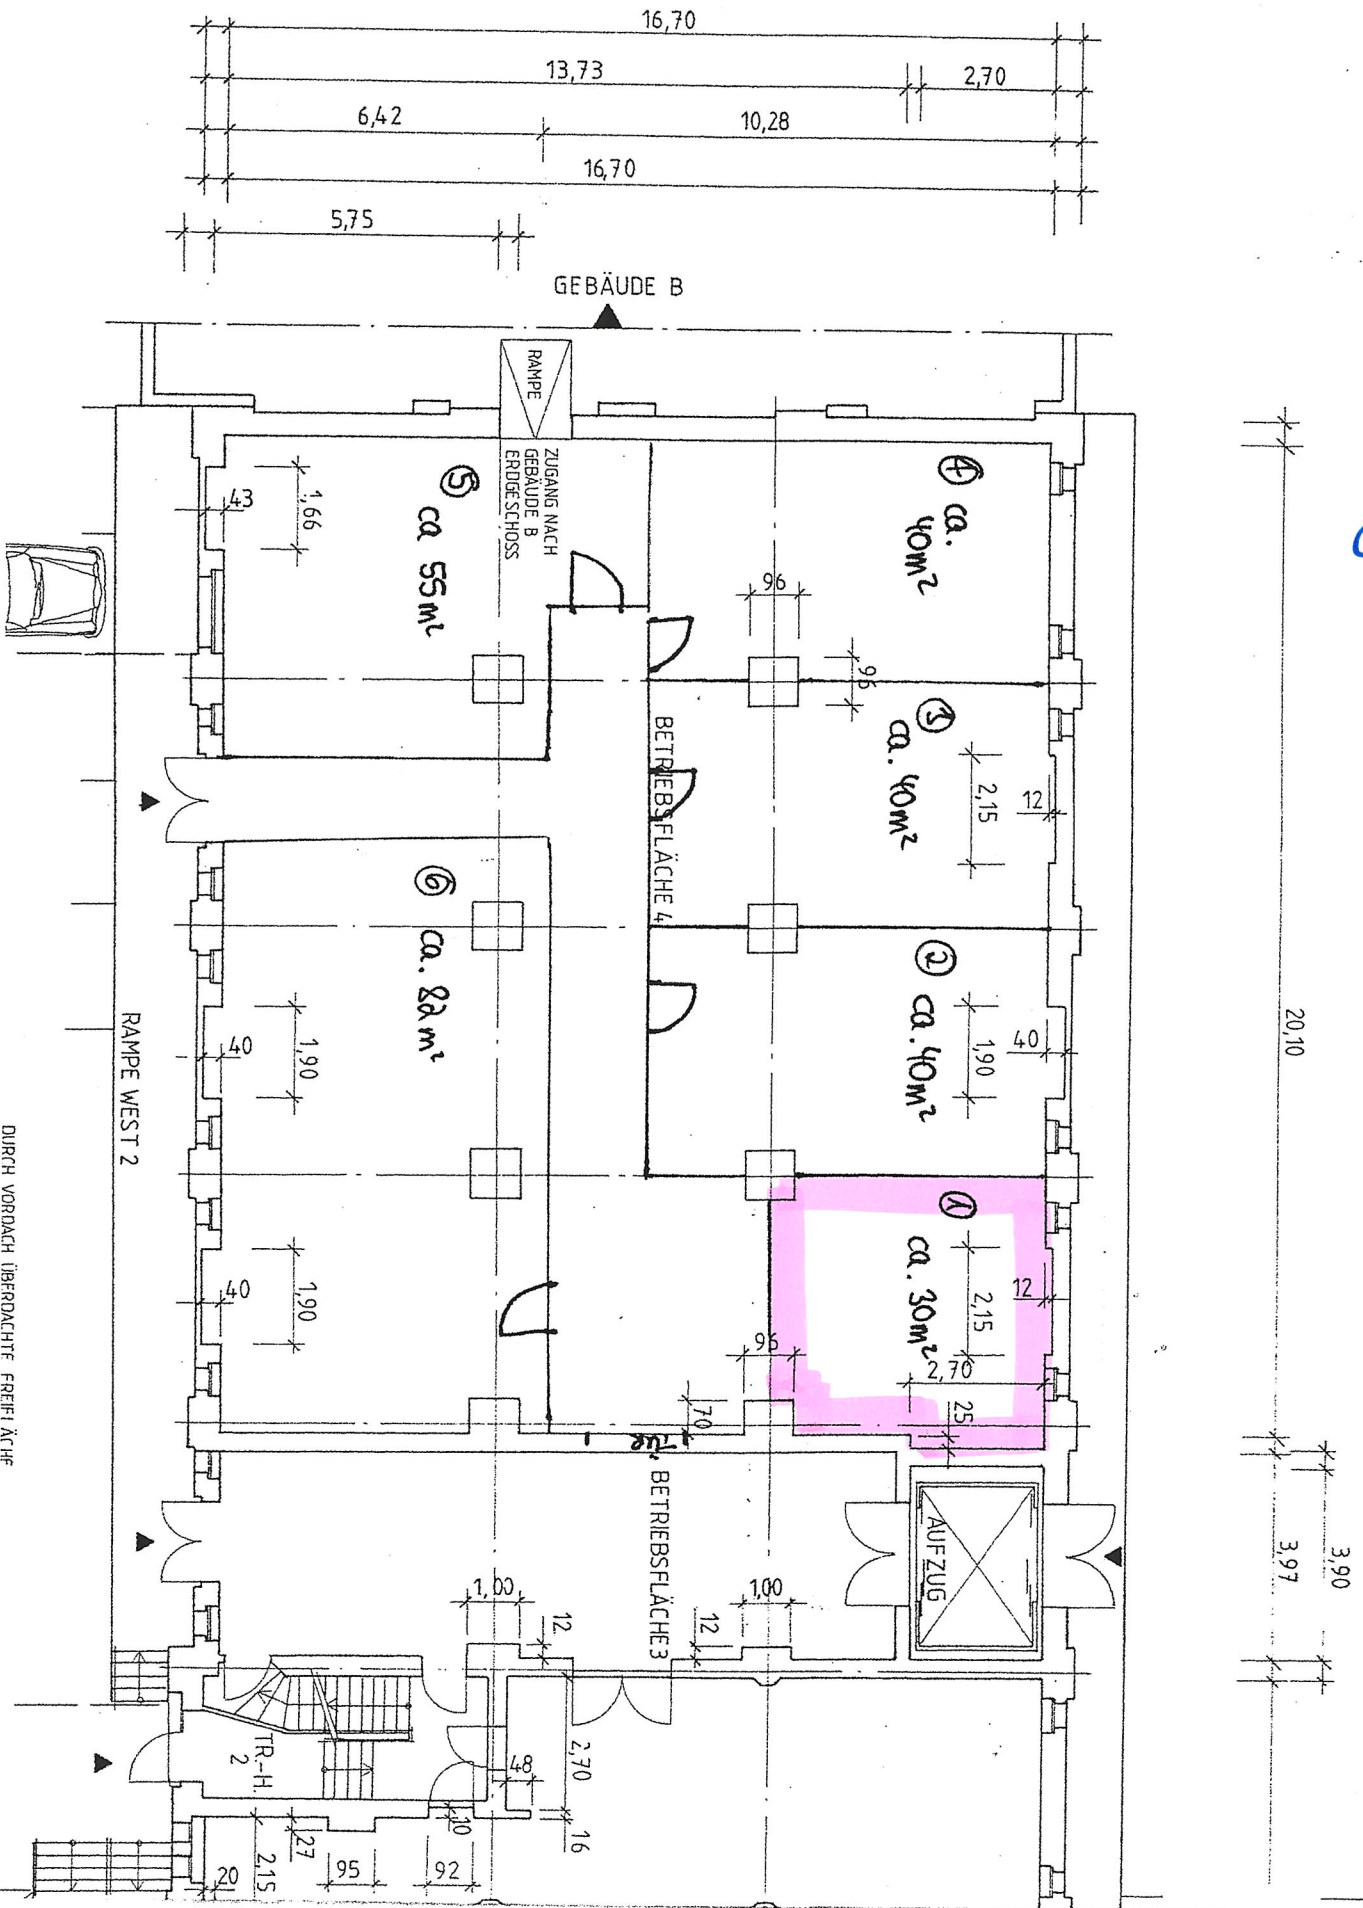 16,70
13,73
2,70
6,42
10,28
16,70
5,75
GEBÄUDE B
RAMPE
ZUGANG NACH
GEBÄUDE B
ERDGESCHOSS
43
1,66
5
ca 55m²
4
ca.
40m²
96
96
20,10
3
ca. 40m²
2,15
12
BETRIEBSFLÄCHE 4
6
ca. 82m²
2
ca. 40m²
1,90
40
40
1,90
RAMPE WEST 2
1
ca. 30m²
2,15
12
40
1,90
96
2,70
25
70
Tür
DURCH VORDACH ÜBERDACHTE FREIFLÄCHE
BETRIEBSFLÄCHE 3
AUFZUG
3,97
3,90
1,00
12
12
1,00
TR.-H.
2
48
2,70
16
10
27
2,15
20
95
92